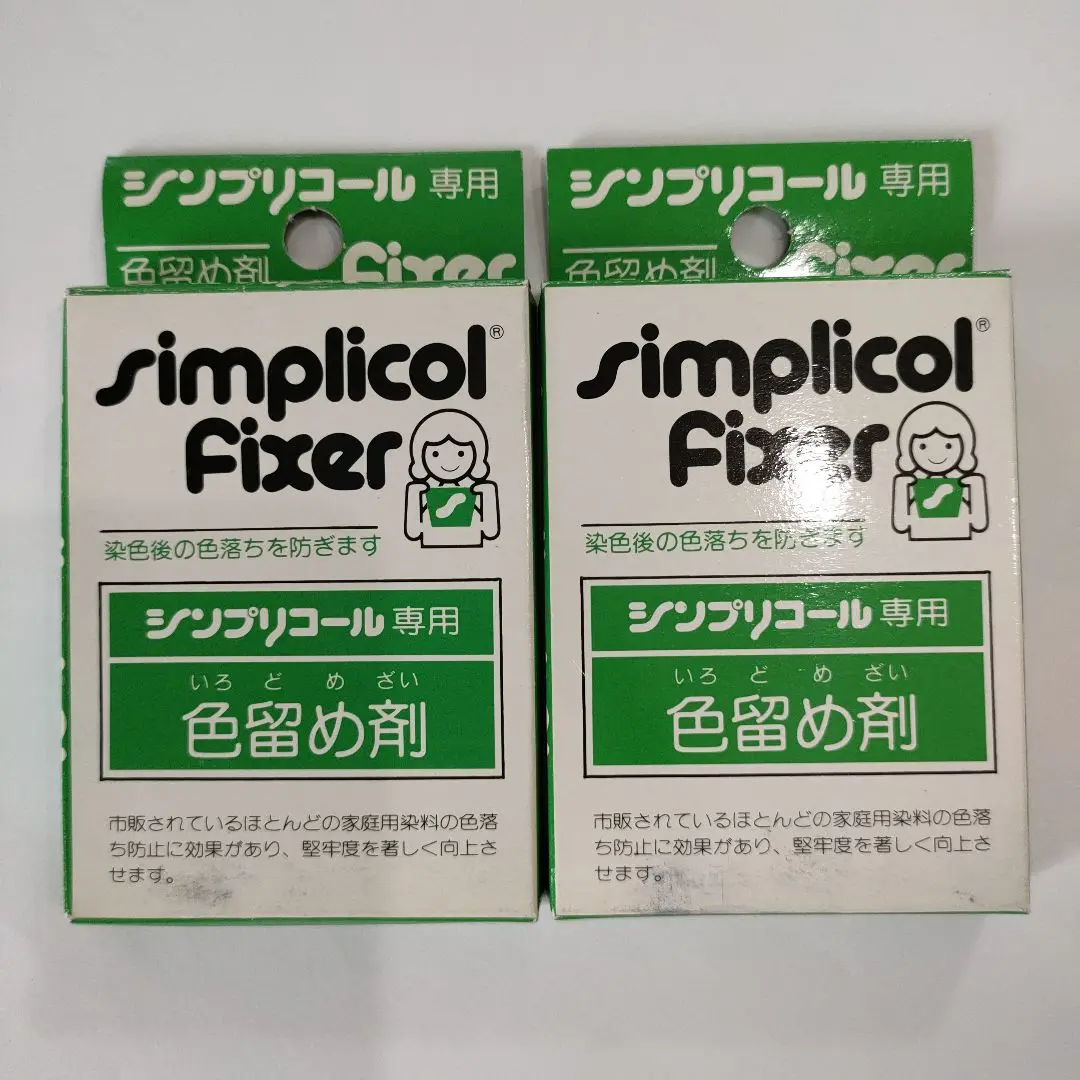 シンプリコール 専用
色留め剤 Fixer
simplicol®
Fixer
染色後の色落ちを防ぎます
シンプリコール 専用
いろ ど め ざい
色留め剤
市販されているほとんどの家庭用染料の色落
ち防止に効果があり、堅牢度を著しく向上さ
せます。
シンプリコール 専用
色留め剤 Fixer
simplicol®
Fixer
染色後の色落ちを防ぎます
シンプリコール 専用
いろ ど め ざい
色留め剤
市販されているほとんどの家庭用染料の色落
ち防止に効果があり、堅牢度を著しく向上さ
せます。